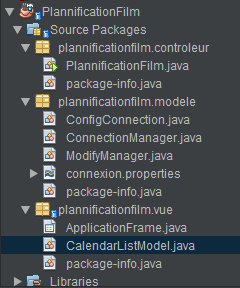 PlannificationFilm
Source Packages
plannificationfilm.controleur
PlannificationFilm.java
package-info.java
plannificationfilm.modele
ConfigConnection.java
ConnectionManager.java
ModifyManager.java
connexion.properties
package-info.java
plannificationfilm.vue
ApplicationFrame.java
CalendarListModel.java
package-info.java
Libraries